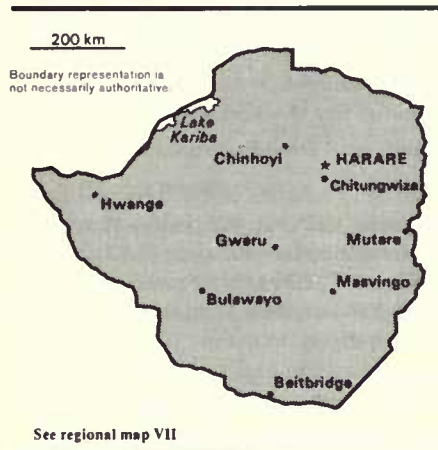 200 km
Boundary representation is
not necessarily authoritative
Lake
Kariba
Chinhoyi
HARARE
Chitungwiza
Hwange
Gweru
Mutare
Bulawayo
Masvingo
Beitbridge
See regional map VII